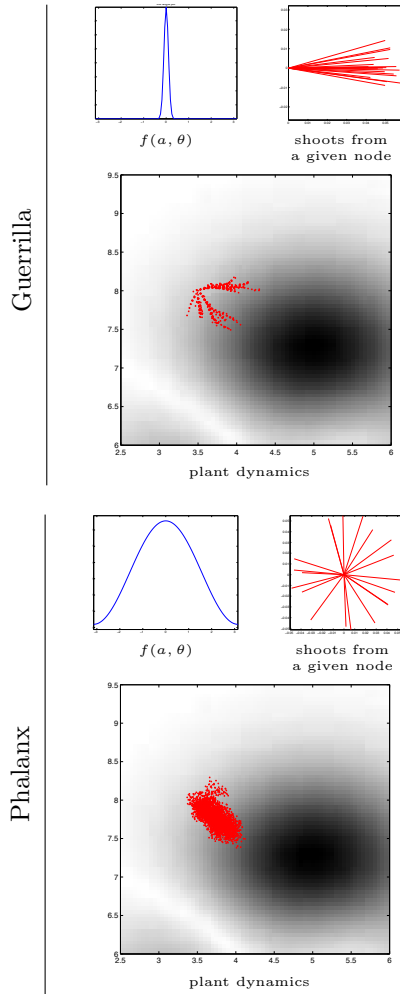 Guerrilla
f(a, θ)
shoots from
a given node
9.5
9
8.5
8
7.5
7
6.5
6
2.5 3 3.5 4 4.5 5 5.5 6
plant dynamics
Phalanx
f(a, θ)
shoots from
a given node
9.5
9
8.5
8
7.5
7
6.5
6
2.5 3 3.5 4 4.5 5 5.5 6
plant dynamics